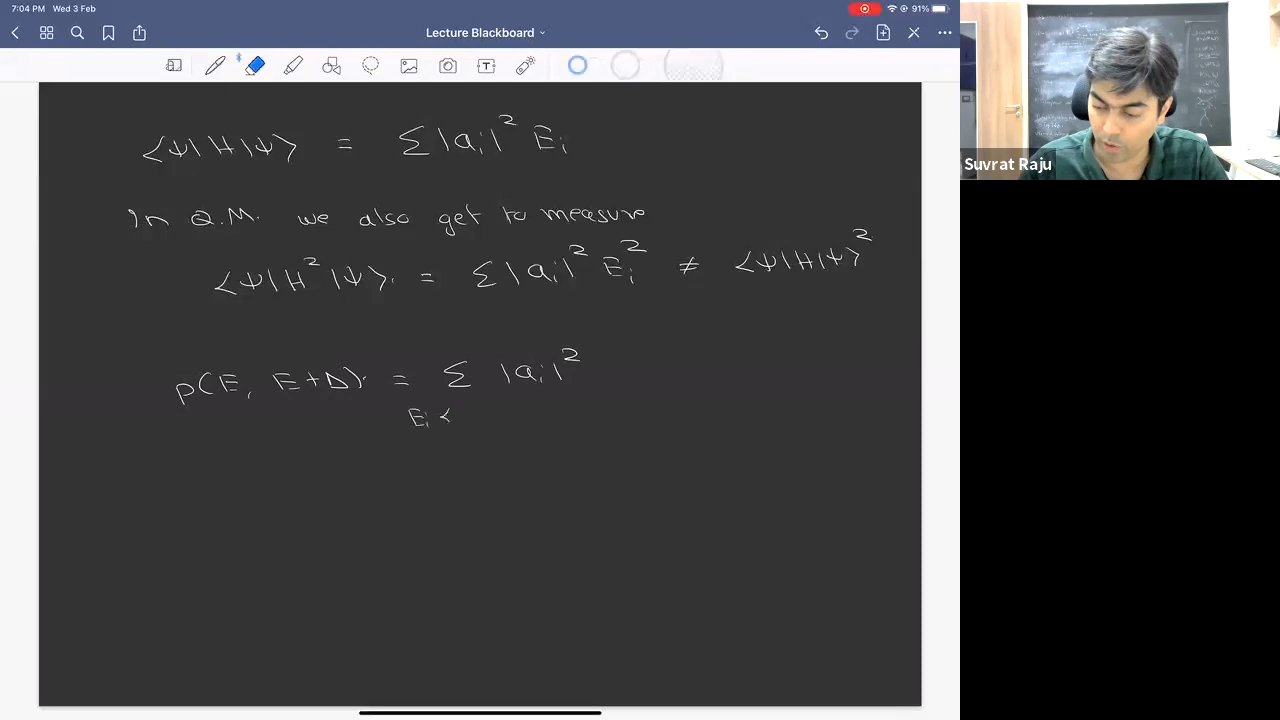 7:04 PM Wed 3 Feb
91%
Lecture Blackboard
⟨ψ|H|ψ⟩ = Σ|aᵢ|² Eᵢ
In Q.M. we also get to measure
⟨ψ|H²|ψ⟩ = Σ|aᵢ|² Eᵢ² ≠ ⟨ψ|H|ψ⟩²
p(E, E+Δ) = Σ |aᵢ|²
Eᵢ <
Suvrat Raju